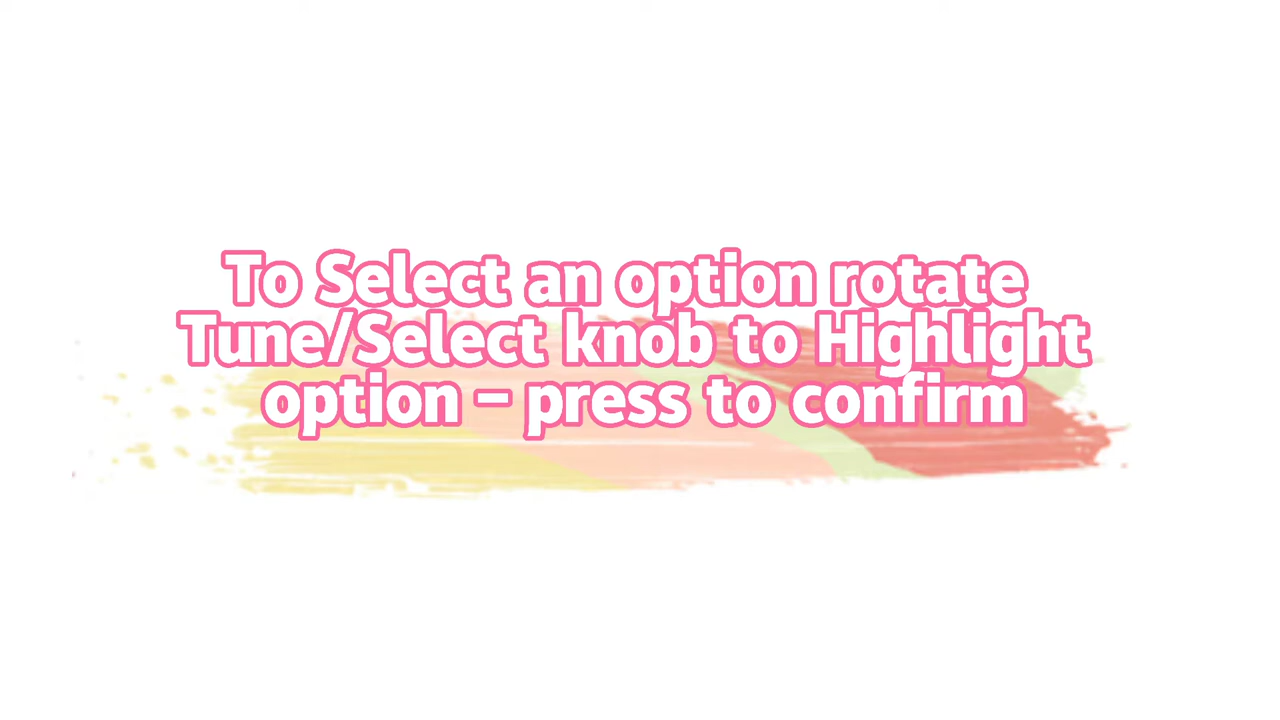 To Select an option rotate
Tune/Select knob to Highlight
option - press to confirm